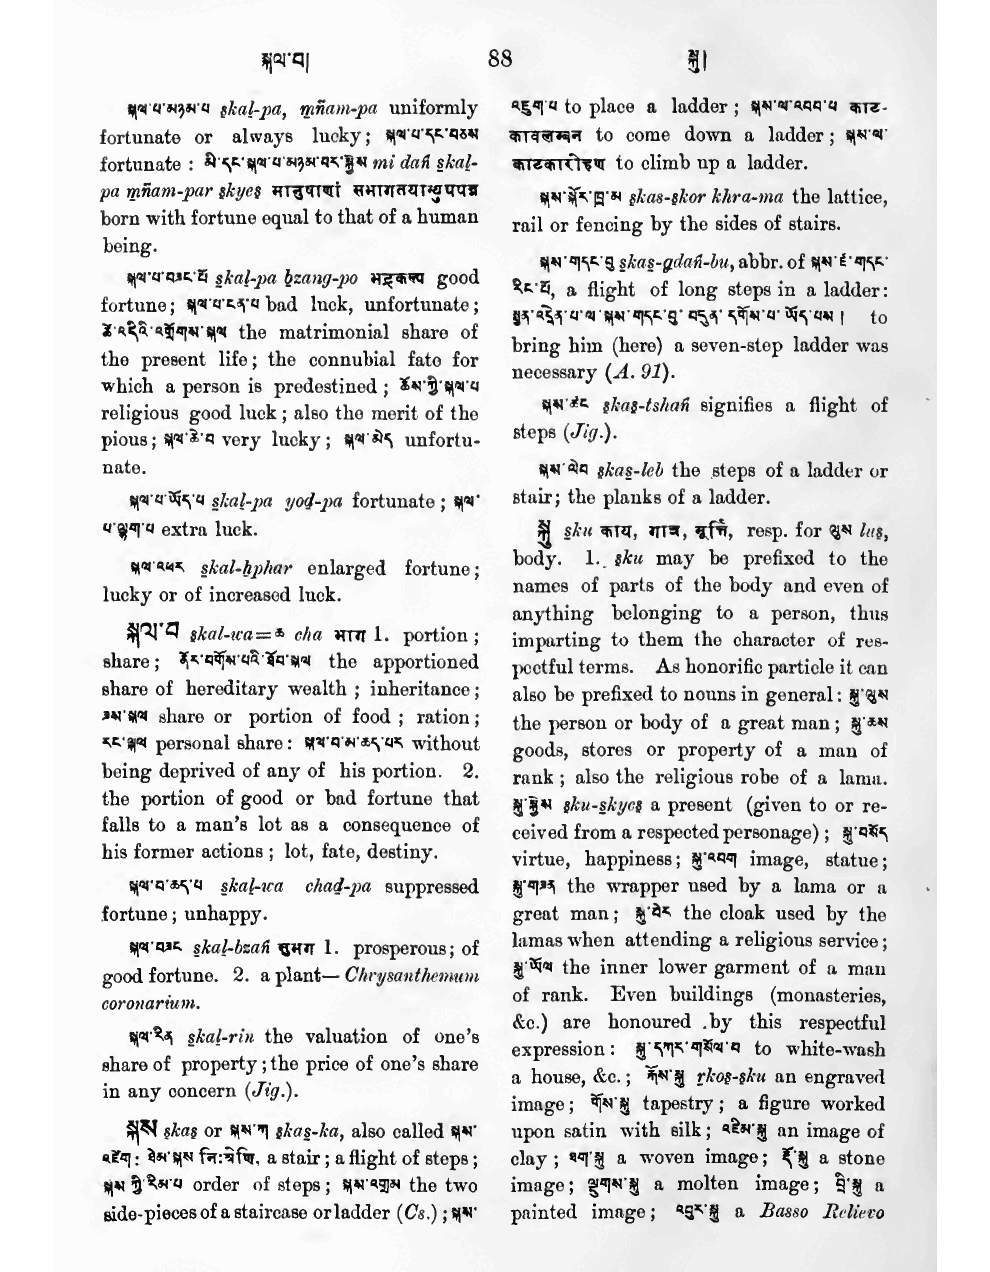 སྐལ་བ།
88
སྐུ།
སྐལ་པ་མཉམ་པ skal-pa, mñam-pa uniformly
fortunate or always lucky; སྐལ་པ་དང་བཅས
fortunate: མི་དང་སྐལ་པ་མཉམ་པར་སྐྱེས mi dañ skal-
pa mñam-par skyes मानुषाणां सभागतयाभ्युपपन्न
born with fortune equal to that of a human
being.
སྐལ་པ་བཟང་པོ skal-pa bzang-po भद्रकल्प good
fortune; སྐལ་པ་ངན་པ bad luck, unfortunate;
ཚེ་འདིའི་འགྲོགས་སྐལ the matrimonial share of
the present life; the connubial fate for
which a person is predestined; ཆོས་ཀྱི་སྐལ་པ
religious good luck; also the merit of the
pious; སྐལ་ཆེ་བ very lucky; སྐལ་མེད unfortu-
nate.
སྐལ་པ་ཡོད་པ skal-pa yod-pa fortunate; སྐལ་
པ་ལྷག་པ extra luck.
སྐལ་འཕར skal-hphar enlarged fortune;
lucky or of increased luck.
སྐལ་བ skal-wa=ཆ cha भाग 1. portion;
share; ནོར་བགོས་པའི་ཐོབ་སྐལ the apportioned
share of hereditary wealth; inheritance;
ཟས་སྐལ share or portion of food; ration;
རང་སྐལ personal share: སྐལ་བ་མ་ཆད་པར without
being deprived of any of his portion. 2.
the portion of good or bad fortune that
falls to a man's lot as a consequence of
his former actions; lot, fate, destiny.
སྐལ་བ་ཆད་པ skal-wa chad-pa suppressed
fortune; unhappy.
སྐལ་བཟང skal-bzañ सुभग 1. prosperous; of
good fortune. 2. a plant—Chrysanthemum
coronarium.
སྐལ་རིན skal-rin the valuation of one's
share of property; the price of one's share
in any concern (Jig.).
སྐས skas or སྐས་ཀ skas-ka, also called སྐས་
འཛེག: ཐེམ་སྐས निःश्रेणि, a stair; a flight of steps;
སྐས་ཀྱི་རིམ་པ order of steps; སྐས་འགྲམ the two
side-pieces of a staircase or ladder (Cs.); སྐས་
འཛུག་པ to place a ladder; སྐས་ལ་འབབ་པ काट-
कावलम्बन to come down a ladder; སྐས་ལ་
काटकारोहण to climb up a ladder.
སྐས་སྐོར་ཁྲ་མ skas-skor khra-ma the lattice,
rail or fencing by the sides of stairs.
སྐས་གདང་བུ skas-gdañ-bu, abbr. of སྐས་ཇེ་གདང་
རིང་པོ, a flight of long steps in a ladder:
སྤྱན་འདྲེན་པ་ལ་སྐས་གདང་བུ་བདུན་དགོས་པ་ཡོད་པས། to
bring him (here) a seven-step ladder was
necessary (A. 91).
སྐས་ཚང skas-tshañ signifies a flight of
steps (Jig.).
སྐས་ལེབ skas-leb the steps of a ladder or
stair; the planks of a ladder.
སྐུ sku काय, गात्र, मूर्त्ति, resp. for ལུས lus,
body. 1. sku may be prefixed to the
names of parts of the body and even of
anything belonging to a person, thus
imparting to them the character of res-
pectful terms. As honorific particle it can
also be prefixed to nouns in general: སྐུ་ལུས
the person or body of a great man; སྐུ་ཆས
goods, stores or property of a man of
rank; also the religious robe of a lama.
སྐུ་སྐྱེས sku-skyes a present (given to or re-
ceived from a respected personage); སྐུ་བསོད
virtue, happiness; སྐུ་འབག image, statue;
སྐུ་གཟན the wrapper used by a lama or a
great man; སྐུ་བེར the cloak used by the
lamas when attending a religious service;
སྐུ་ཡོལ the inner lower garment of a man
of rank. Even buildings (monasteries,
&c.) are honoured by this respectful
expression: སྐུ་དཀར་གསོལ་བ to white-wash
a house, &c.; རྐོས་སྐུ rkos-sku an engraved
image; གོས་སྐུ tapestry; a figure worked
upon satin with silk; འཇིམ་སྐུ an image of
clay; ཐག་སྐུ a woven image; རྡོ་སྐུ a stone
image; ལྡུགས་སྐུ a molten image; བྲི་སྐུ a
painted image; འབུར་སྐུ a Basso Relievo